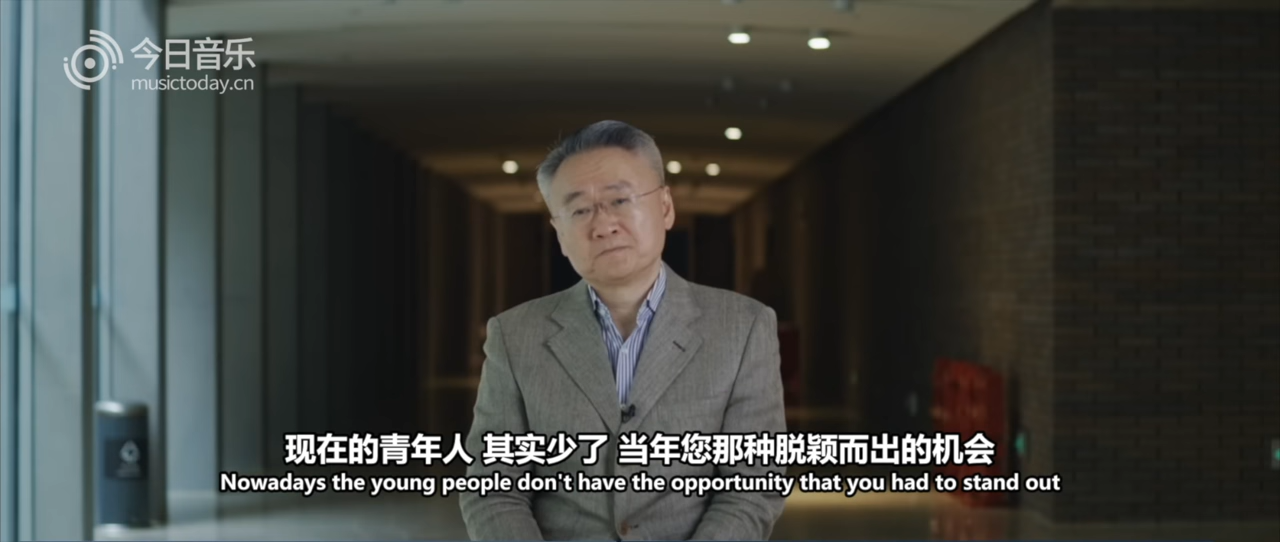 今日音乐
musictoday.cn
现在的青年人 其实少了 当年您那种脱颖而出的机会
Nowadays the young people don't have the opportunity that you had to stand out